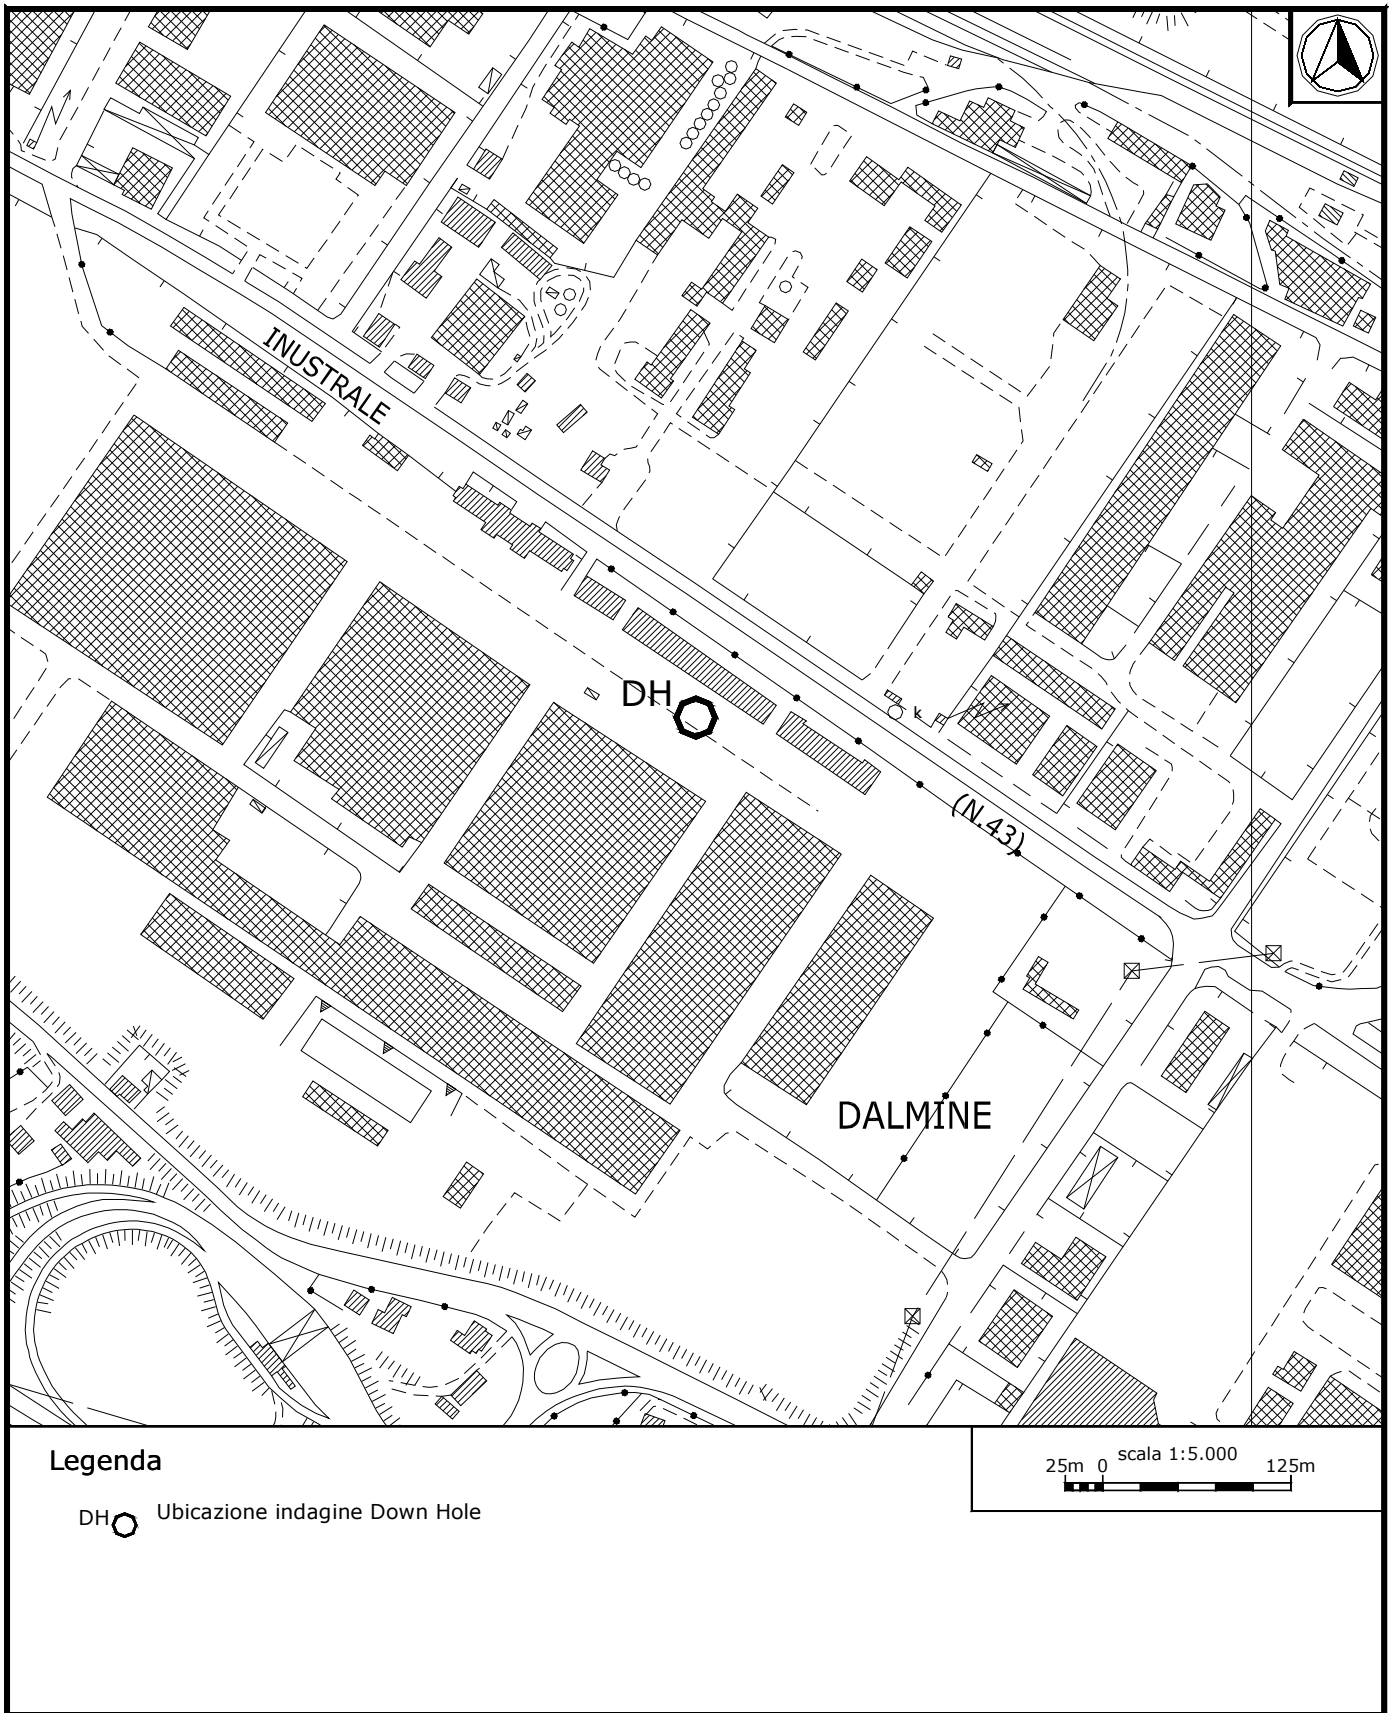 INUSTRALE
DH
k
(N.43)
DALMINE
Legenda
DH Ubicazione indagine Down Hole
scala 1:5.000
25m 0 125m